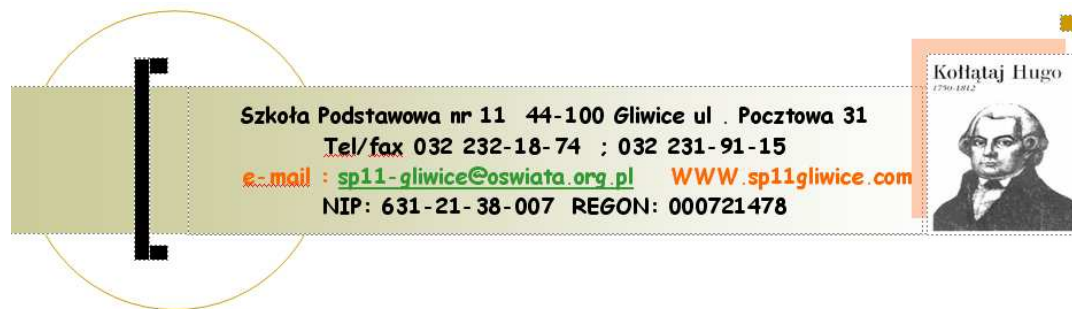 Szkoła Podstawowa nr 11 44-100 Gliwice ul . Pocztowa 31
Tel/fax 032 232-18-74 ; 032 231-91-15
e-mail : sp11-gliwice@oswiata.org.pl WWW.sp11gliwice.com
NIP: 631-21-38-007 REGON: 000721478
Kołłątaj Hugo
1750-1812